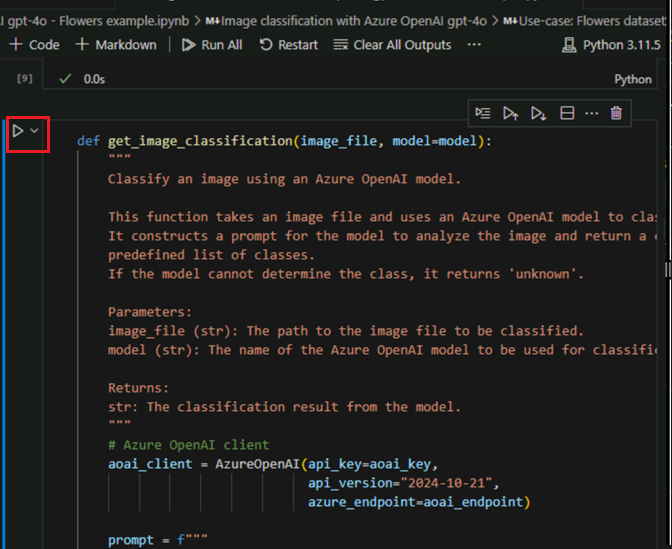 I gpt-4o - Flowers example.ipynb > M↓Image classification with Azure OpenAI gpt-4o > M↓Use-case: Flowers dataset
+ Code + Markdown Run All Restart Clear All Outputs ... Python 3.11.5
[9] ✓ 0.0s Python
def get_image_classification(image_file, model=model):
"""
Classify an image using an Azure OpenAI model.
This function takes an image file and uses an Azure OpenAI model to clas
It constructs a prompt for the model to analyze the image and return a
predefined list of classes.
If the model cannot determine the class, it returns 'unknown'.
Parameters:
image_file (str): The path to the image file to be classified.
model (str): The name of the Azure OpenAI model to be used for classifi
Returns:
str: The classification result from the model.
"""
# Azure OpenAI client
aoai_client = AzureOpenAI(api_key=aoai_key,
api_version="2024-10-21",
azure_endpoint=aoai_endpoint)
prompt = f"""